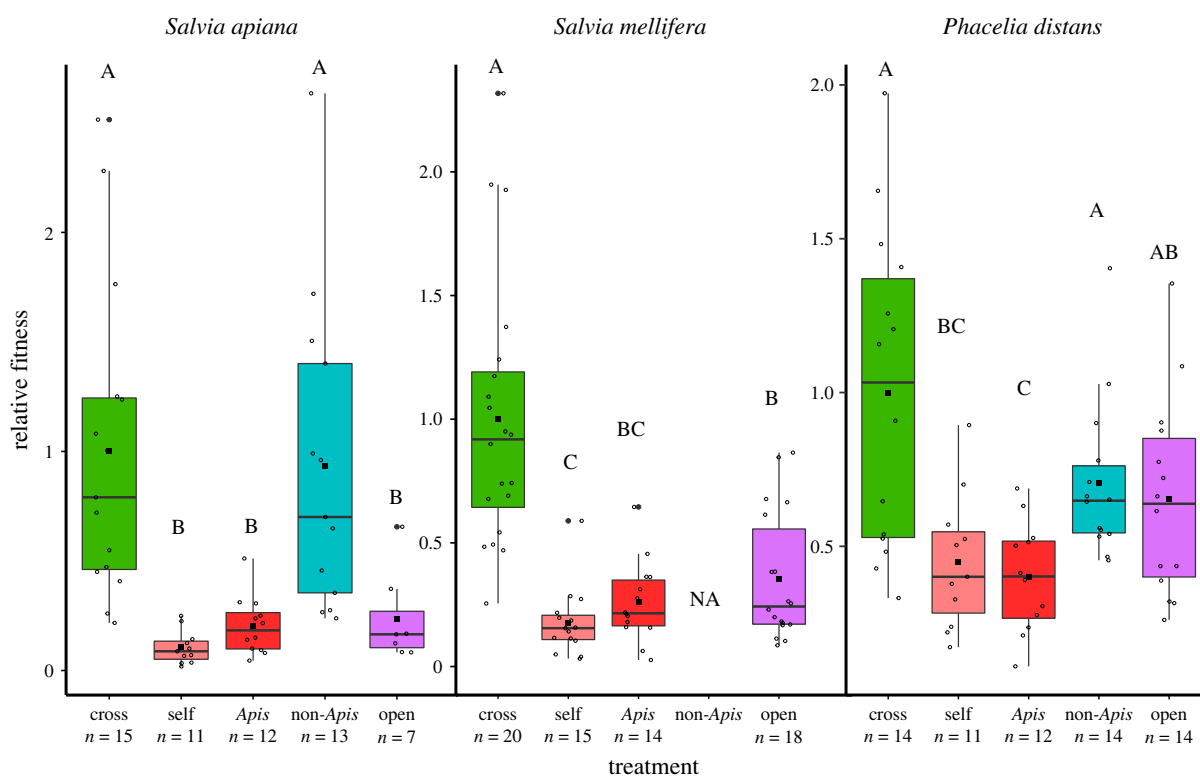 Salvia apiana
Salvia mellifera
Phacelia distans
relative fitness
2
1
0
A
B
B
A
B
cross
self
Apis
non-Apis
open
n = 15
n = 11
n = 12
n = 13
n = 7
2.0
1.5
1.0
0.5
0
A
C
BC
NA
B
cross
self
Apis
non-Apis
open
n = 20
n = 15
n = 14
n = 18
2.0
1.5
1.0
0.5
A
BC
C
A
AB
cross
self
Apis
non-Apis
open
n = 14
n = 11
n = 12
n = 14
n = 14
treatment